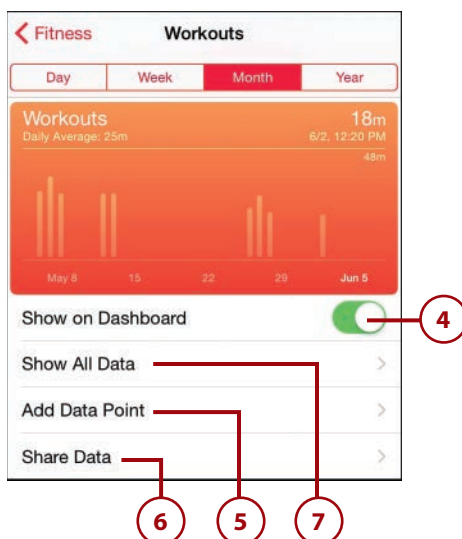 Fitness Workouts
Day Week Month Year
Workouts 18m
Daily Average: 25m 6/2, 12:20 PM
48m
May 8 15 22 29 Jun 5
Show on Dashboard 4
Show All Data
Add Data Point
Share Data
6 5 7